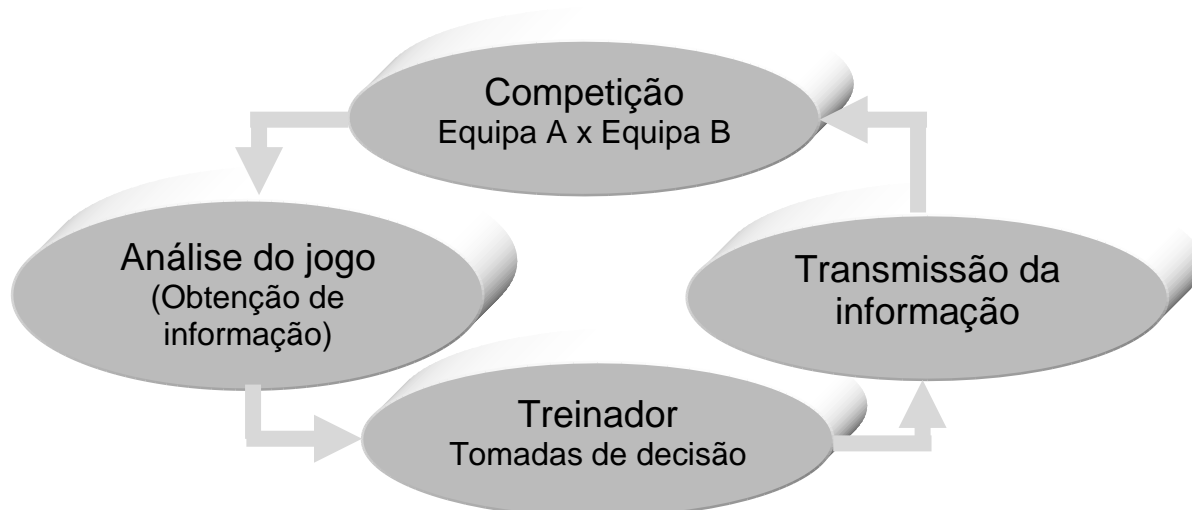 Competição
Equipa A x Equipa B
Análise do jogo
(Obtenção de
informação)
Transmissão da
informação
Treinador
Tomadas de decisão